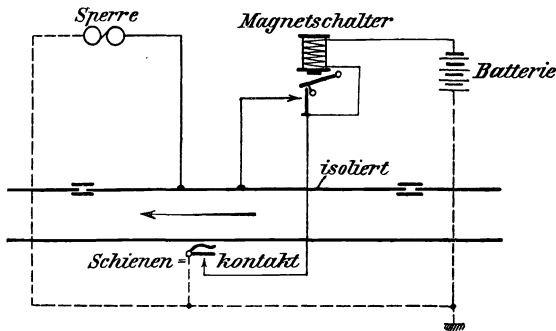 Sperre
Magnetschalter
Batterie
isoliert
Schienen = kontakt